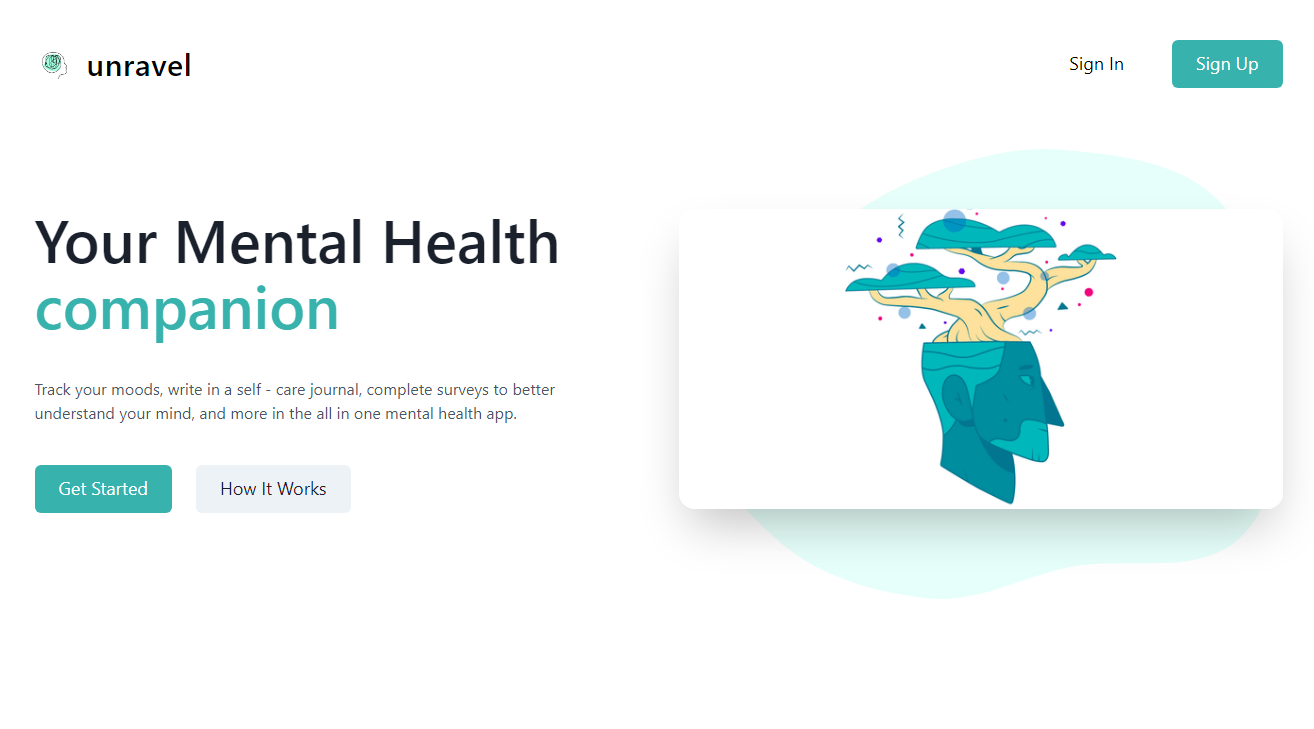 unravel
Sign In
Sign Up
Your Mental Health
companion
Track your moods, write in a self - care journal, complete surveys to better
understand your mind, and more in the all in one mental health app.
Get Started
How It Works